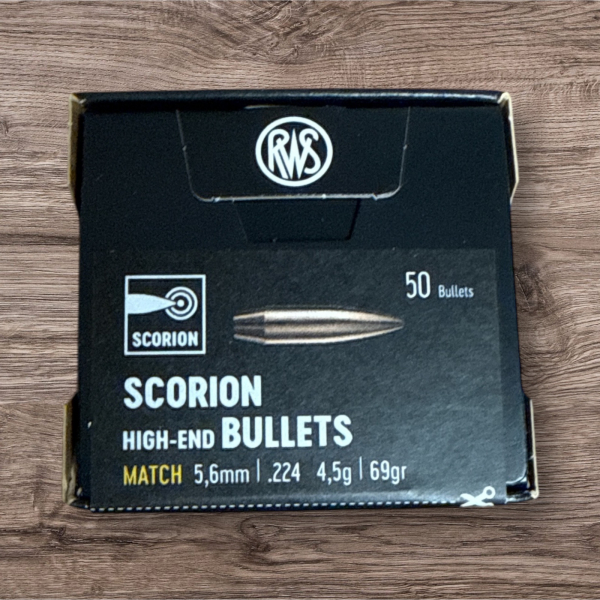 RWS
50 Bullets
SCORION
SCORION
HIGH-END BULLETS
MATCH 5,6mm | .224 4,5g | 69gr